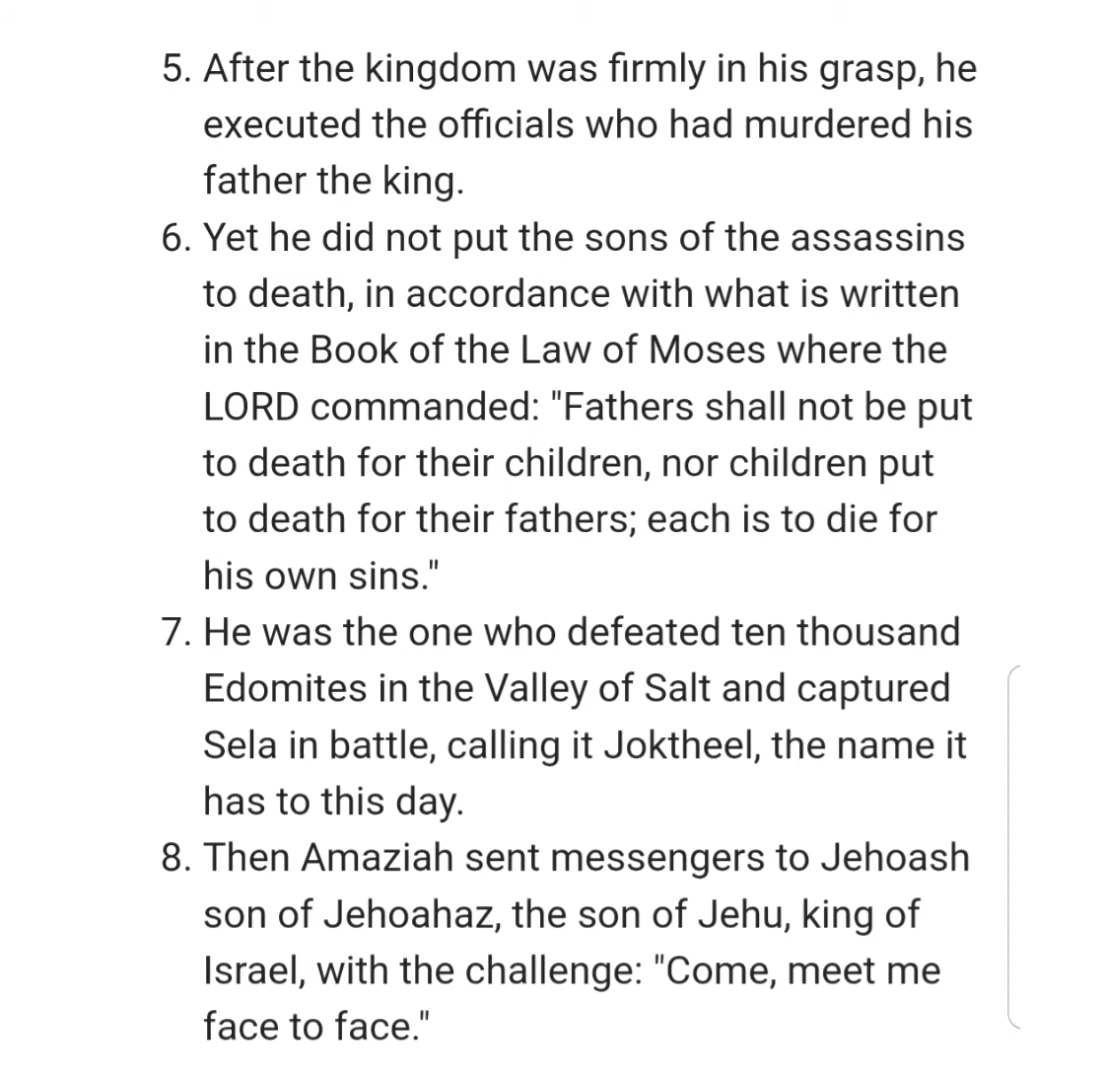 5. After the kingdom was firmly in his grasp, he
executed the officials who had murdered his
father the king.
6. Yet he did not put the sons of the assassins
to death, in accordance with what is written
in the Book of the Law of Moses where the
LORD commanded: "Fathers shall not be put
to death for their children, nor children put
to death for their fathers; each is to die for
his own sins."
7. He was the one who defeated ten thousand
Edomites in the Valley of Salt and captured
Sela in battle, calling it Joktheel, the name it
has to this day.
8. Then Amaziah sent messengers to Jehoash
son of Jehoahaz, the son of Jehu, king of
Israel, with the challenge: "Come, meet me
face to face."